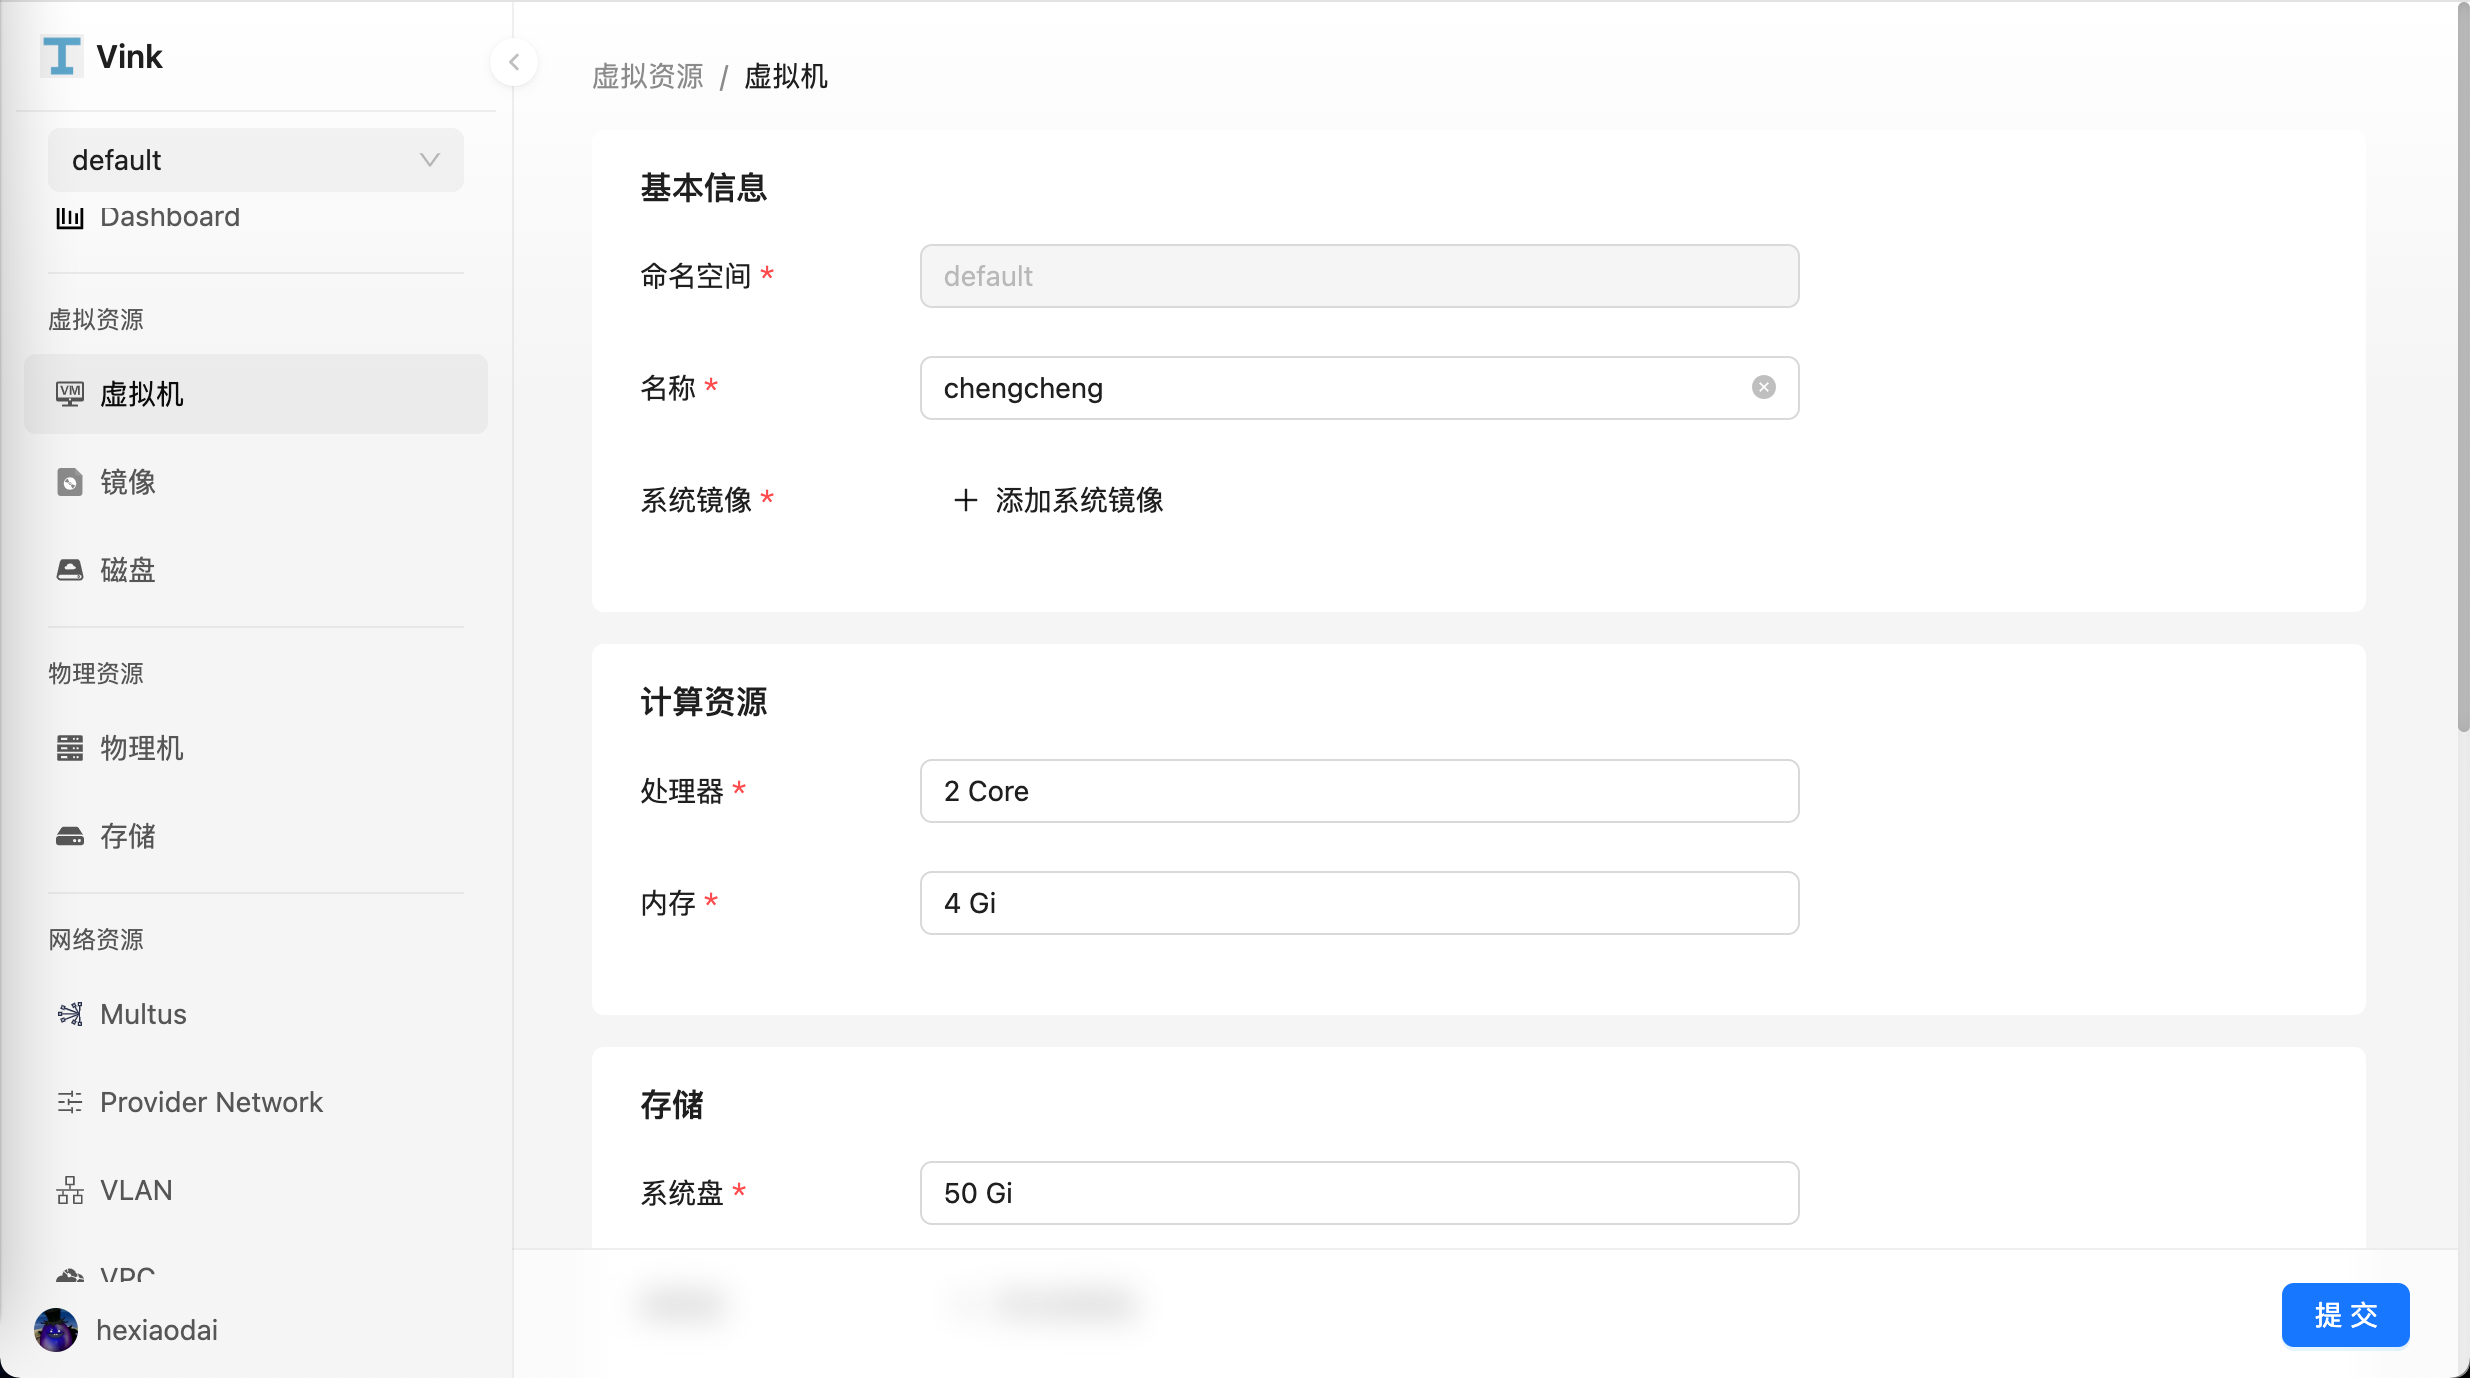 Vink
default
Dashboard
虚拟资源
虚拟机
镜像
磁盘
物理资源
物理机
存储
网络资源
Multus
Provider Network
VLAN
VPC
hexiaodai
虚拟资源 / 虚拟机
基本信息
命名空间 * default
名称 * chengcheng
系统镜像 * + 添加系统镜像
计算资源
处理器 * 2 Core
内存 * 4 Gi
存储
系统盘 * 50 Gi
提 交